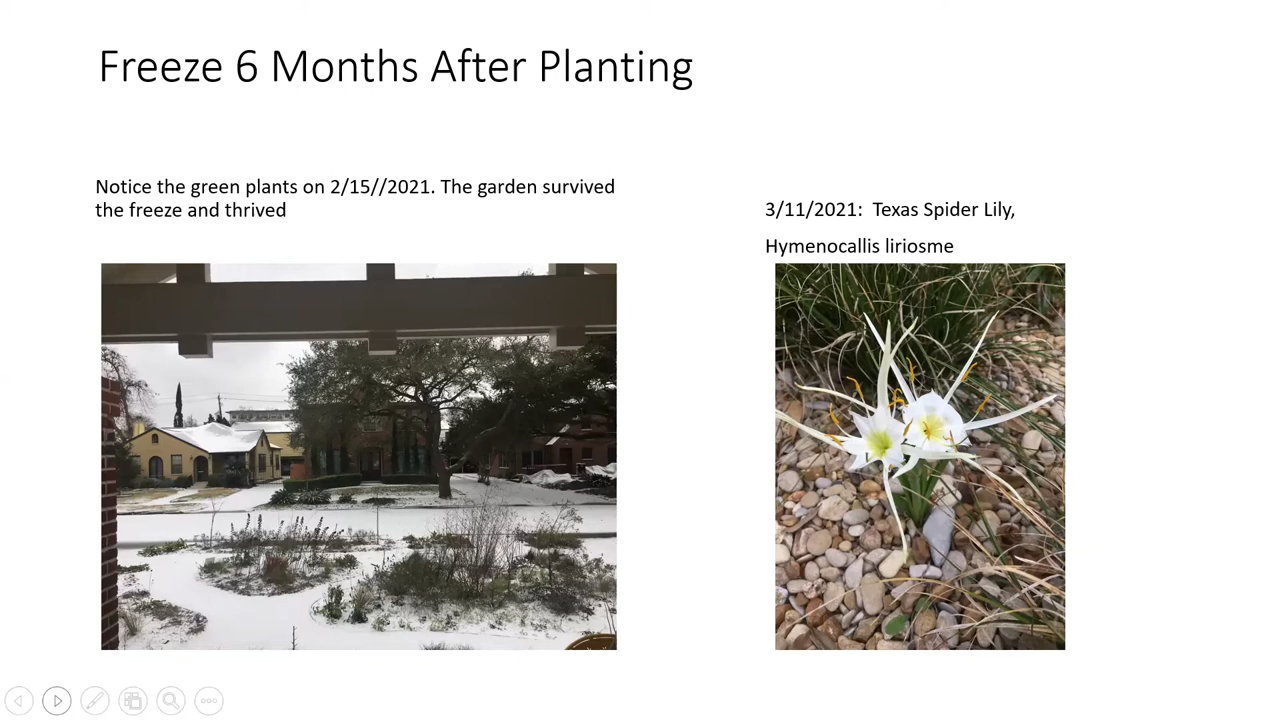 Freeze 6 Months After Planting
Notice the green plants on 2/15//2021. The garden survived
the freeze and thrived
3/11/2021:  Texas Spider Lily,
Hymenocallis liriosme